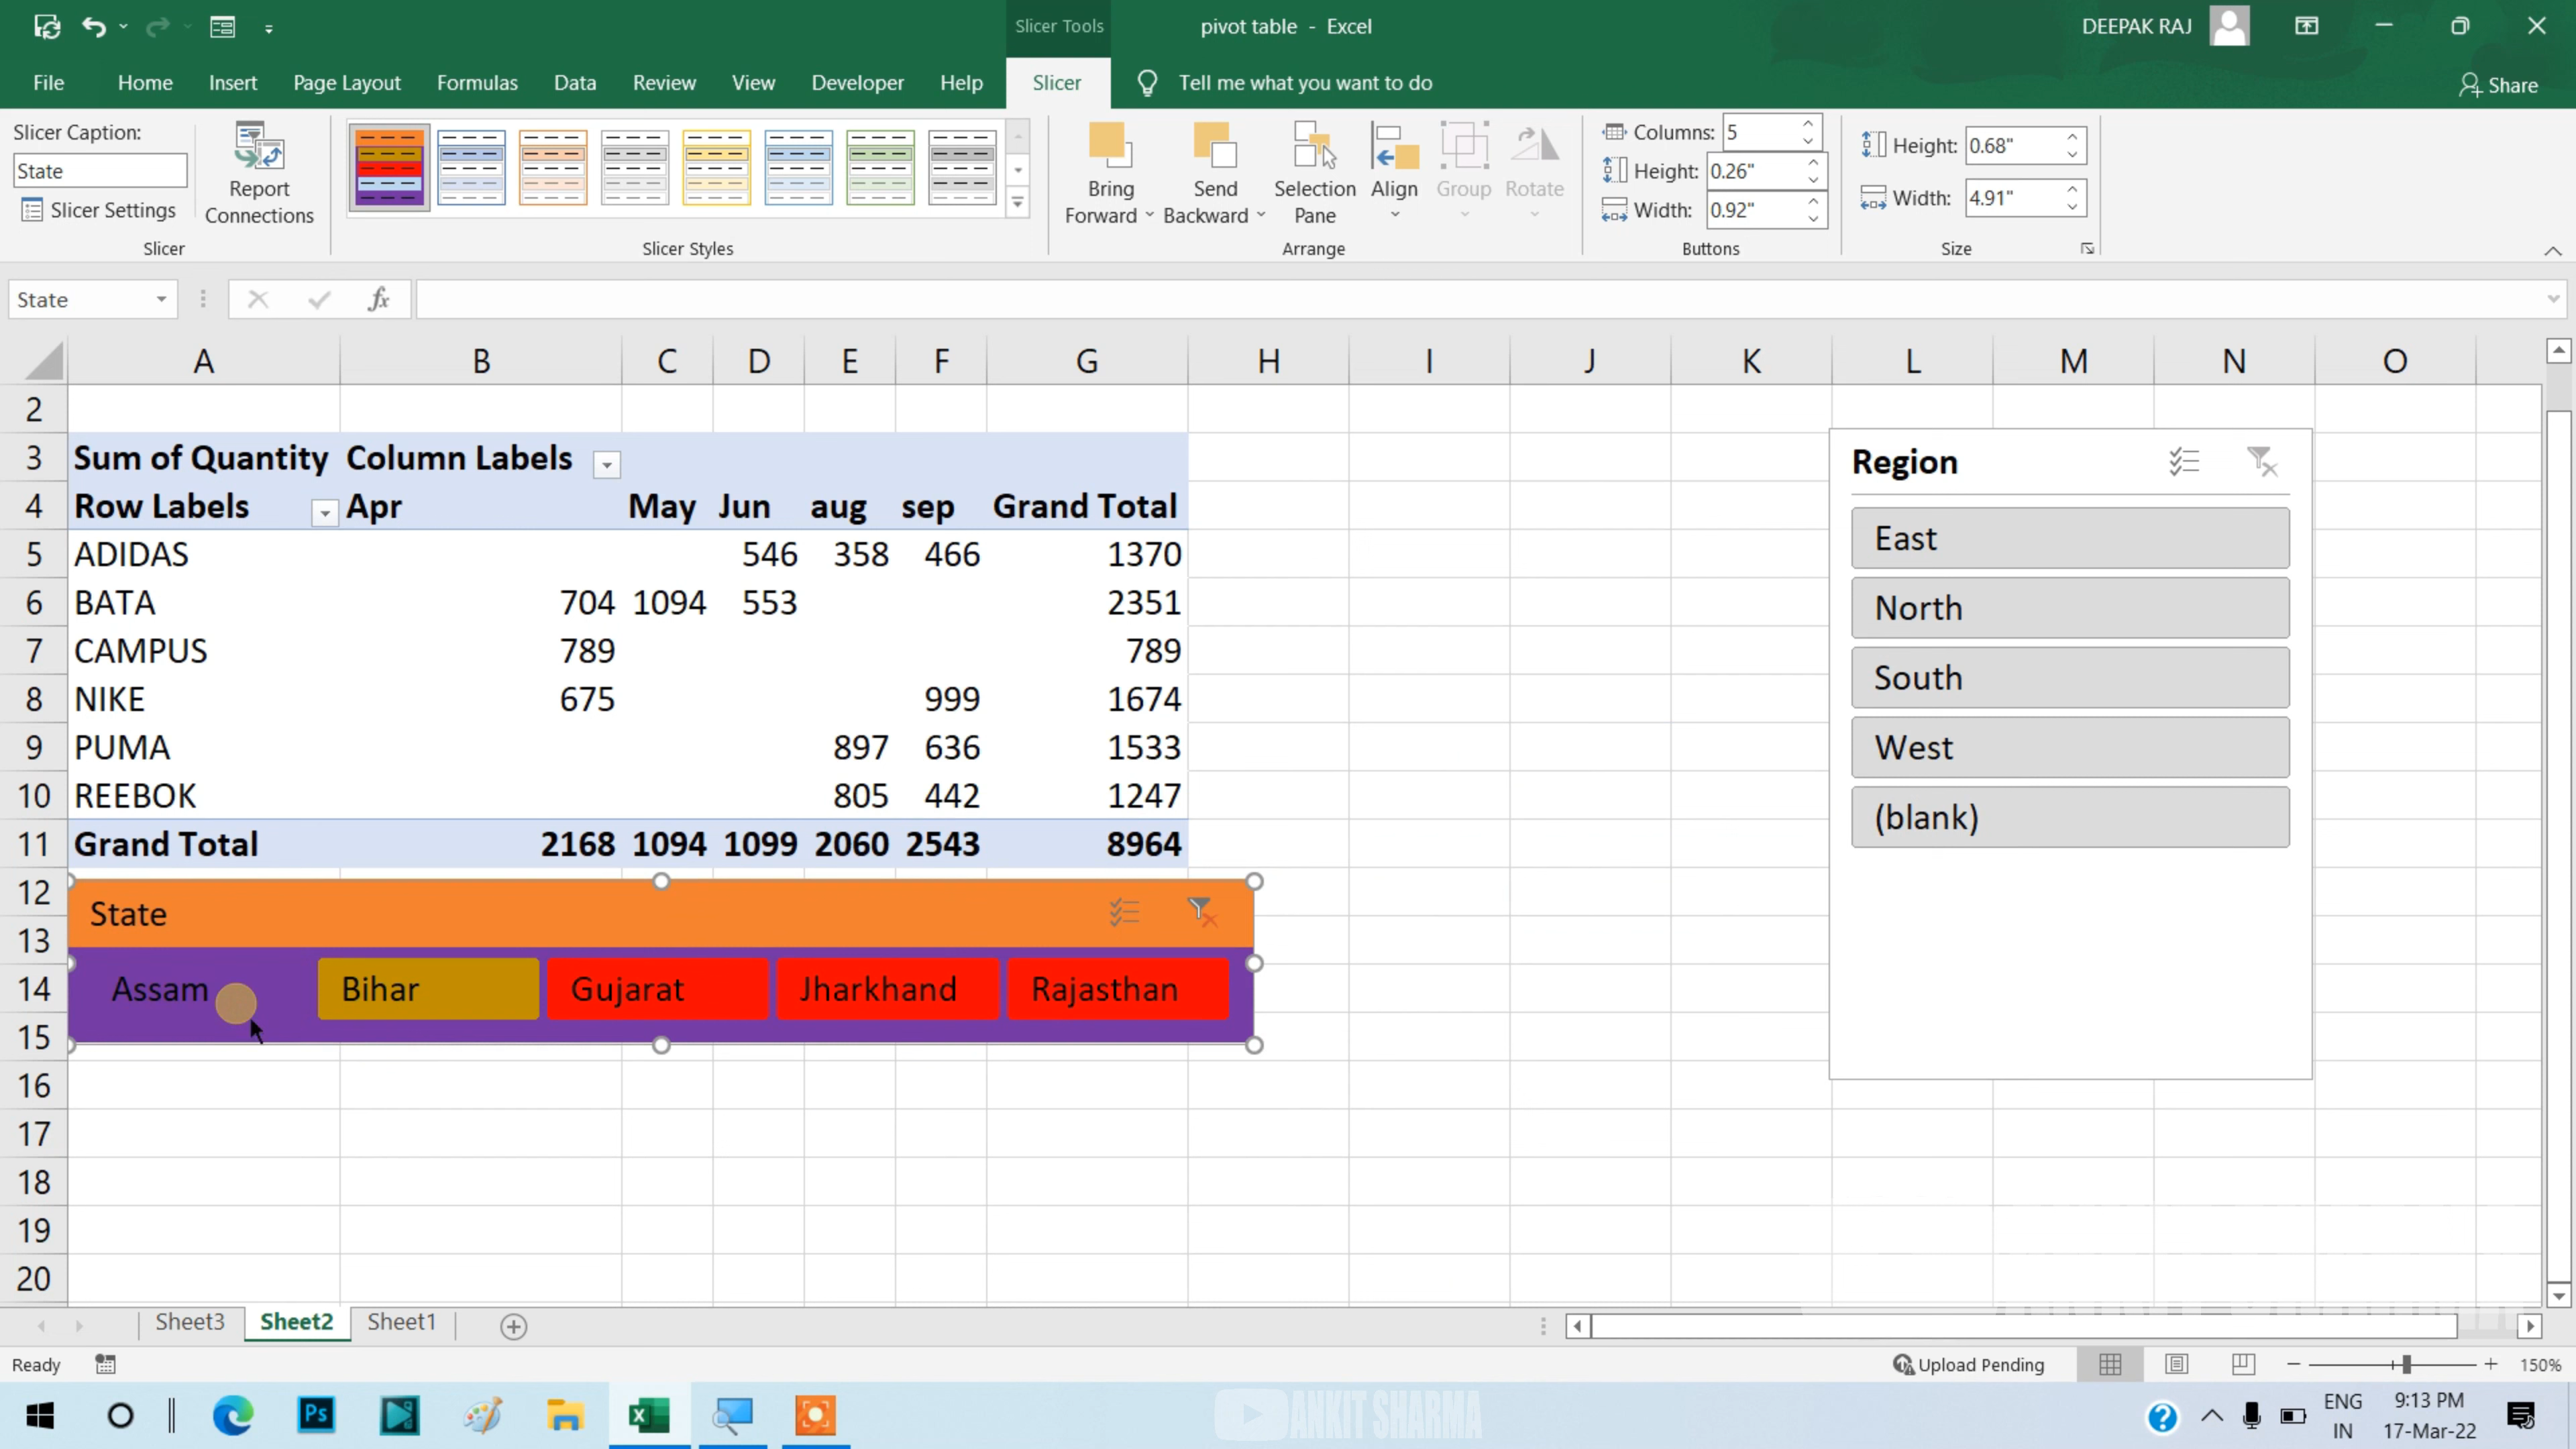 Slicer Tools
pivot table - Excel
DEEPAK RAJ
File Home Insert Page Layout Formulas Data Review View Developer Help Slicer Tell me what you want to do Share
Slicer Caption:
State
Slicer Settings
Report Connections
Slicer
Slicer Styles
Bring Forward
Send Backward
Selection Pane
Align
Group
Rotate
Arrange
Columns: 5
Height: 0.26"
Width: 0.92"
Buttons
Height: 0.68"
Width: 4.91"
Size
State
fx
A B C D E F G H I J K L M N O
2
3 Sum of Quantity Column Labels
4 Row Labels Apr May Jun aug sep Grand Total
5 ADIDAS 546 358 466 1370
6 BATA 704 1094 553 2351
7 CAMPUS 789 789
8 NIKE 675 999 1674
9 PUMA 897 636 1533
10 REEBOK 805 442 1247
11 Grand Total 2168 1094 1099 2060 2543 8964
12
13
14
15
16
17
18
19
20
State
Assam Bihar Gujarat Jharkhand Rajasthan
Region
East
North
South
West
(blank)
Sheet3 Sheet2 Sheet1
Ready
Upload Pending
150%
Ps
ANKIT SHARMA
ENG
IN
9:13 PM
17-Mar-22